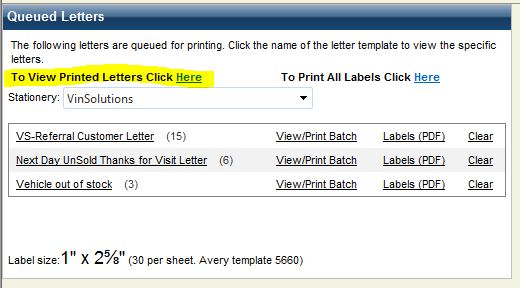 Queued Letters
The following letters are queued for printing. Click the name of the letter template to view the specific
letters.
To View Printed Letters Click Here To Print All Labels Click Here
Stationery: VinSolutions
VS-Referral Customer Letter (15) View/Print Batch Labels (PDF) Clear
Next Day UnSold Thanks for Visit Letter (6) View/Print Batch Labels (PDF) Clear
Vehicle out of stock (3) View/Print Batch Labels (PDF) Clear
Label size: 1" x 2⅝" (30 per sheet. Avery template 5660)